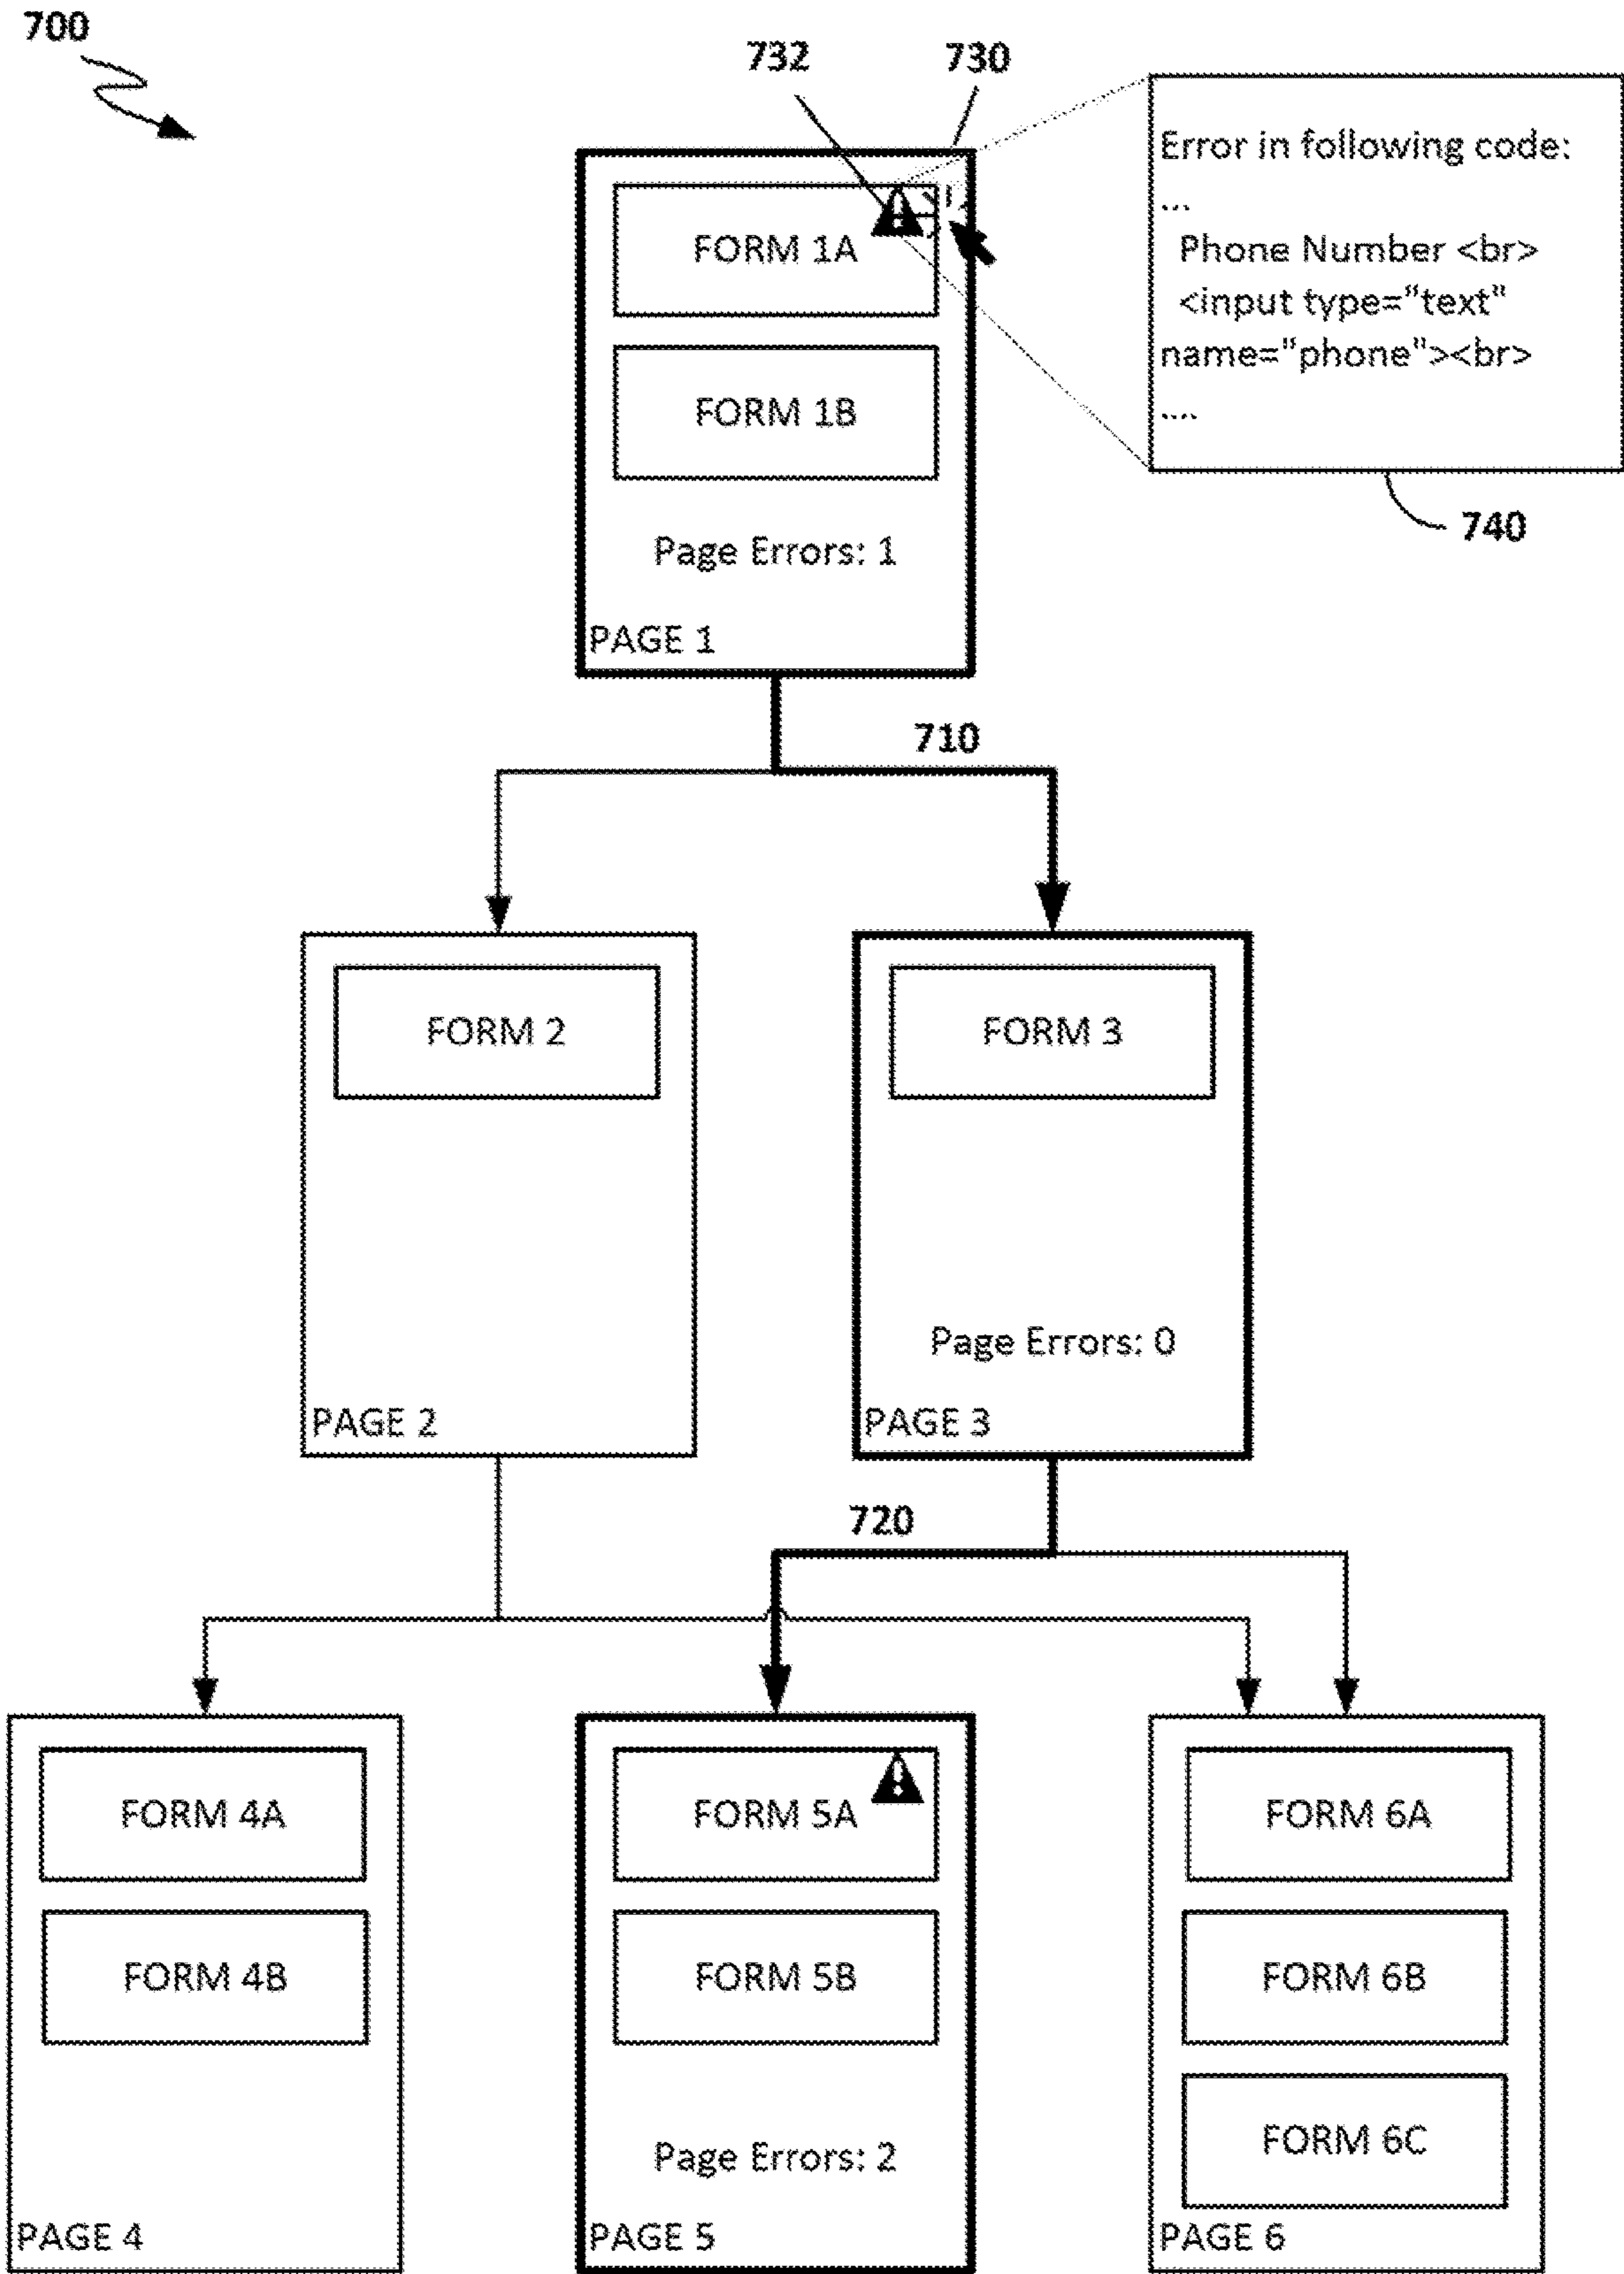 700
732
730
Error in following code:
...
Phone Number <br>
<input type="text"
name="phone"><br>
....
740
FORM 1A
FORM 1B
Page Errors: 1
PAGE 1
710
FORM 2
PAGE 2
FORM 3
Page Errors: 0
PAGE 3
720
FORM 4A
FORM 4B
PAGE 4
FORM 5A
FORM 5B
Page Errors: 2
PAGE 5
FORM 6A
FORM 6B
FORM 6C
PAGE 6